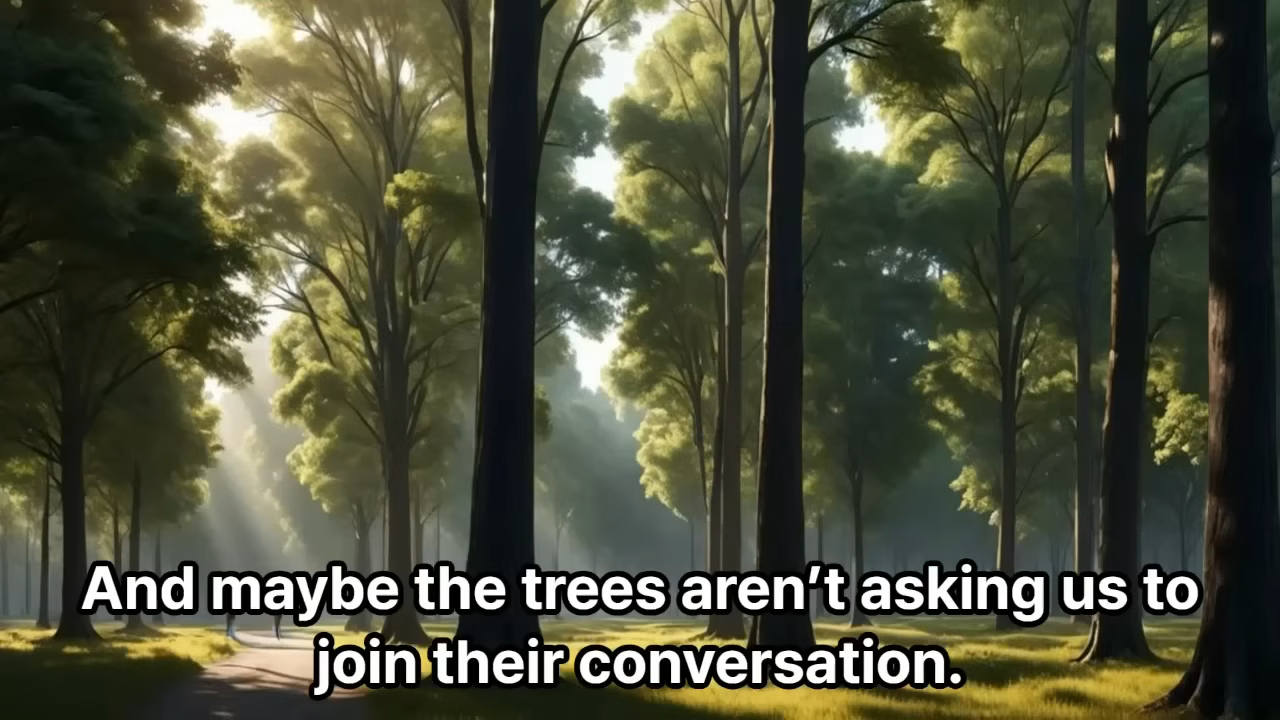 And maybe the trees aren’t asking us to
join their conversation.